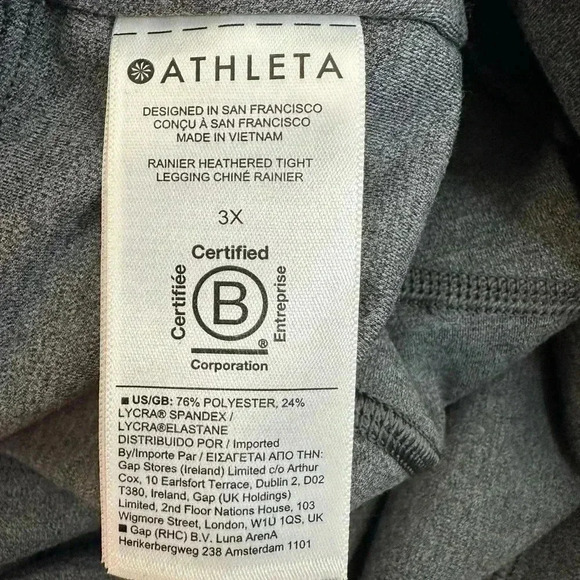 ATHLETA
DESIGNED IN SAN FRANCISCO
CONÇU À SAN FRANCISCO
MADE IN VIETNAM
RAINIER HEATHERED TIGHT
LEGGING CHINÉ RAINIER
3X
Certified
Certifiée
B
Entreprise
®
Corporation
■ US/GB: 76% POLYESTER, 24%
LYCRA® SPANDEX /
LYCRA®ELASTANE
DISTRIBUIDO POR / Imported
By/Importe Par / ΕΙΣΑΓΕΤΑΙ ΑΠΟ ΤΗΝ:
Gap Stores (Ireland) Limited c/o Arthur
Cox, 10 Earlsfort Terrace, Dublin 2, D02
T380, Ireland, Gap (UK Holdings)
Limited, 2nd Floor Nations House, 103
Wigmore Street, London, W1U 1QS, UK
■ Gap (RHC) B.V. Luna ArenA
Herikerbergweg 238 Amsterdam 1101